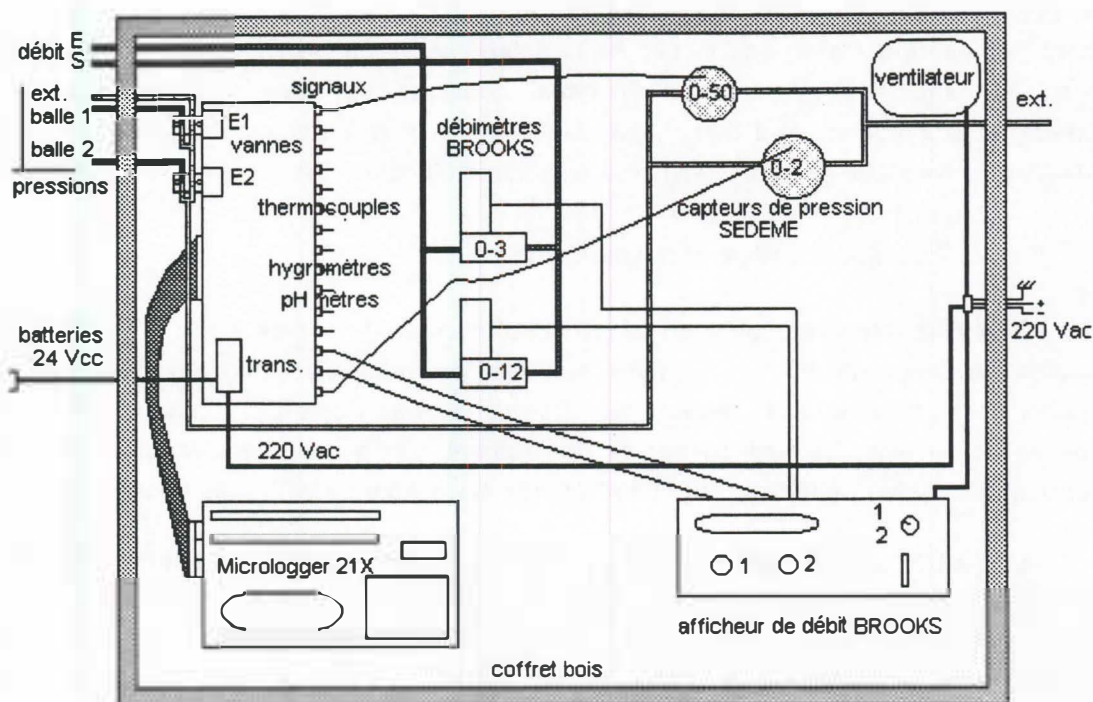 débit E
S
ext.
balle 1
balle 2
pressions
batteries
24 Vcc
signaux
E1
vannes
E2
thermocouples
hygromètres
pH mètres
trans.
220 Vac
débimètres
BROOKS
0-3
0-12
0-50
0-2
capteurs de pression
SEDEME
ventilateur
ext.
+
-
220 Vac
Micrologger 21X
1
2
1
2
afficheur de débit BROOKS
coffret bois